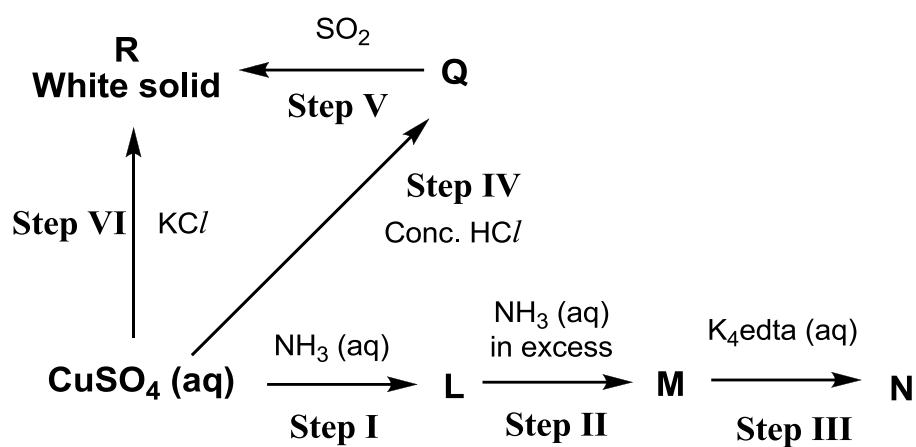 SO2
R
White solid
Q
Step V
Step IV
Step VI
KCl
Conc. HCl
NH3 (aq)
in excess
NH3 (aq)
K4edta (aq)
CuSO4 (aq)
L
M
N
Step I
Step II
Step III